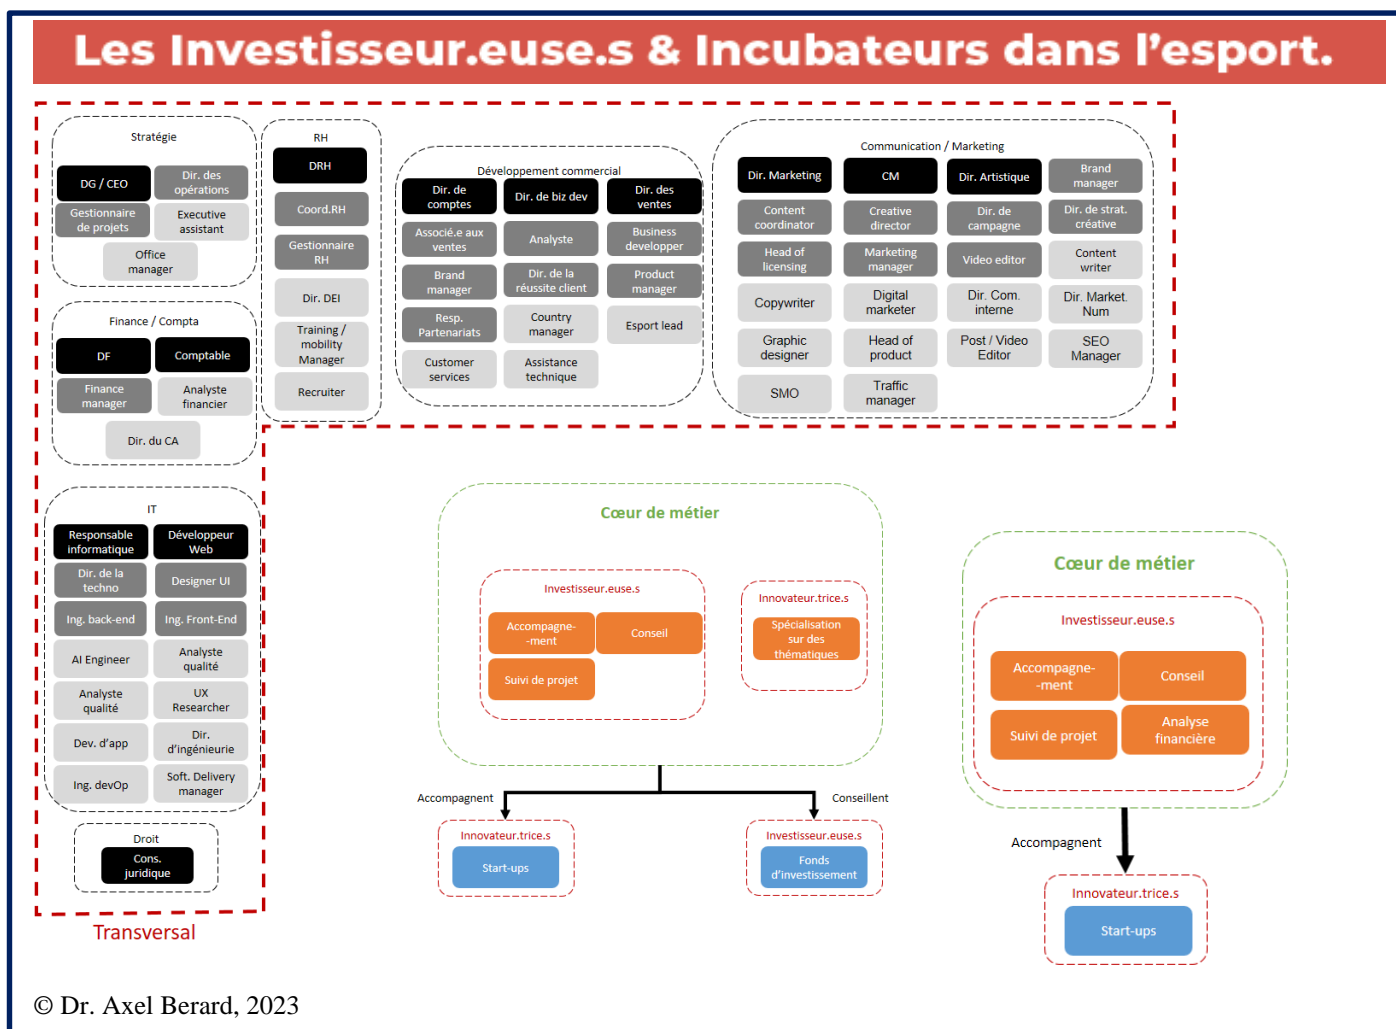 Les Investisseur.euse.s & Incubateurs dans l'esport.
Stratégie
DG / CEO
Dir. des
opérations
Gestionnaire
de projets
Executive
assistant
Office
manager
Finance / Compta
DF
Comptable
Finance
manager
Analyste
financier
Dir. du CA
RH
DRH
Coord.RH
Gestionnaire
RH
Dir. DEI
Training /
mobility
Manager
Recruiter
Développement commercial
Dir. de
comptes
Dir. de biz dev
Dir. des
ventes
Associé.e aux
ventes
Analyste
Business
developper
Brand
manager
Dir. de la
réussite client
Product
manager
Resp.
Partenariats
Country
manager
Esport lead
Customer
services
Assistance
technique
Communication / Marketing
Dir. Marketing
CM
Dir. Artistique
Brand
manager
Content
coordinator
Creative
director
Dir. de
campagne
Dir. de strat.
créative
Head of
licensing
Marketing
manager
Video editor
Content
writer
Copywriter
Digital
marketer
Dir. Com.
interne
Dir. Market.
Num
Graphic
designer
Head of
product
Post / Video
Editor
SEO
Manager
SMO
Traffic
manager
IT
Responsable
informatique
Développeur
Web
Dir. de la
techno
Designer UI
Ing. back-end
Ing. Front-End
AI Engineer
Analyste
qualité
Analyste
qualité
UX
Researcher
Dev. d'app
Dir.
d'ingénieurie
Ing. devOp
Soft. Delivery
manager
Droit
Cons.
juridique
Transversal
Cœur de métier
Investisseur.euse.s
Accompagne-
-ment
Conseil
Suivi de projet
Innovateur.trice.s
Spécialisation
sur des
thématiques
Accompagnent
Conseillent
Innovateur.trice.s
Start-ups
Investisseur.euse.s
Fonds
d'investissement
Cœur de métier
Investisseur.euse.s
Accompagne-
-ment
Conseil
Suivi de projet
Analyse
financière
Accompagnent
Innovateur.trice.s
Start-ups
© Dr. Axel Berard, 2023